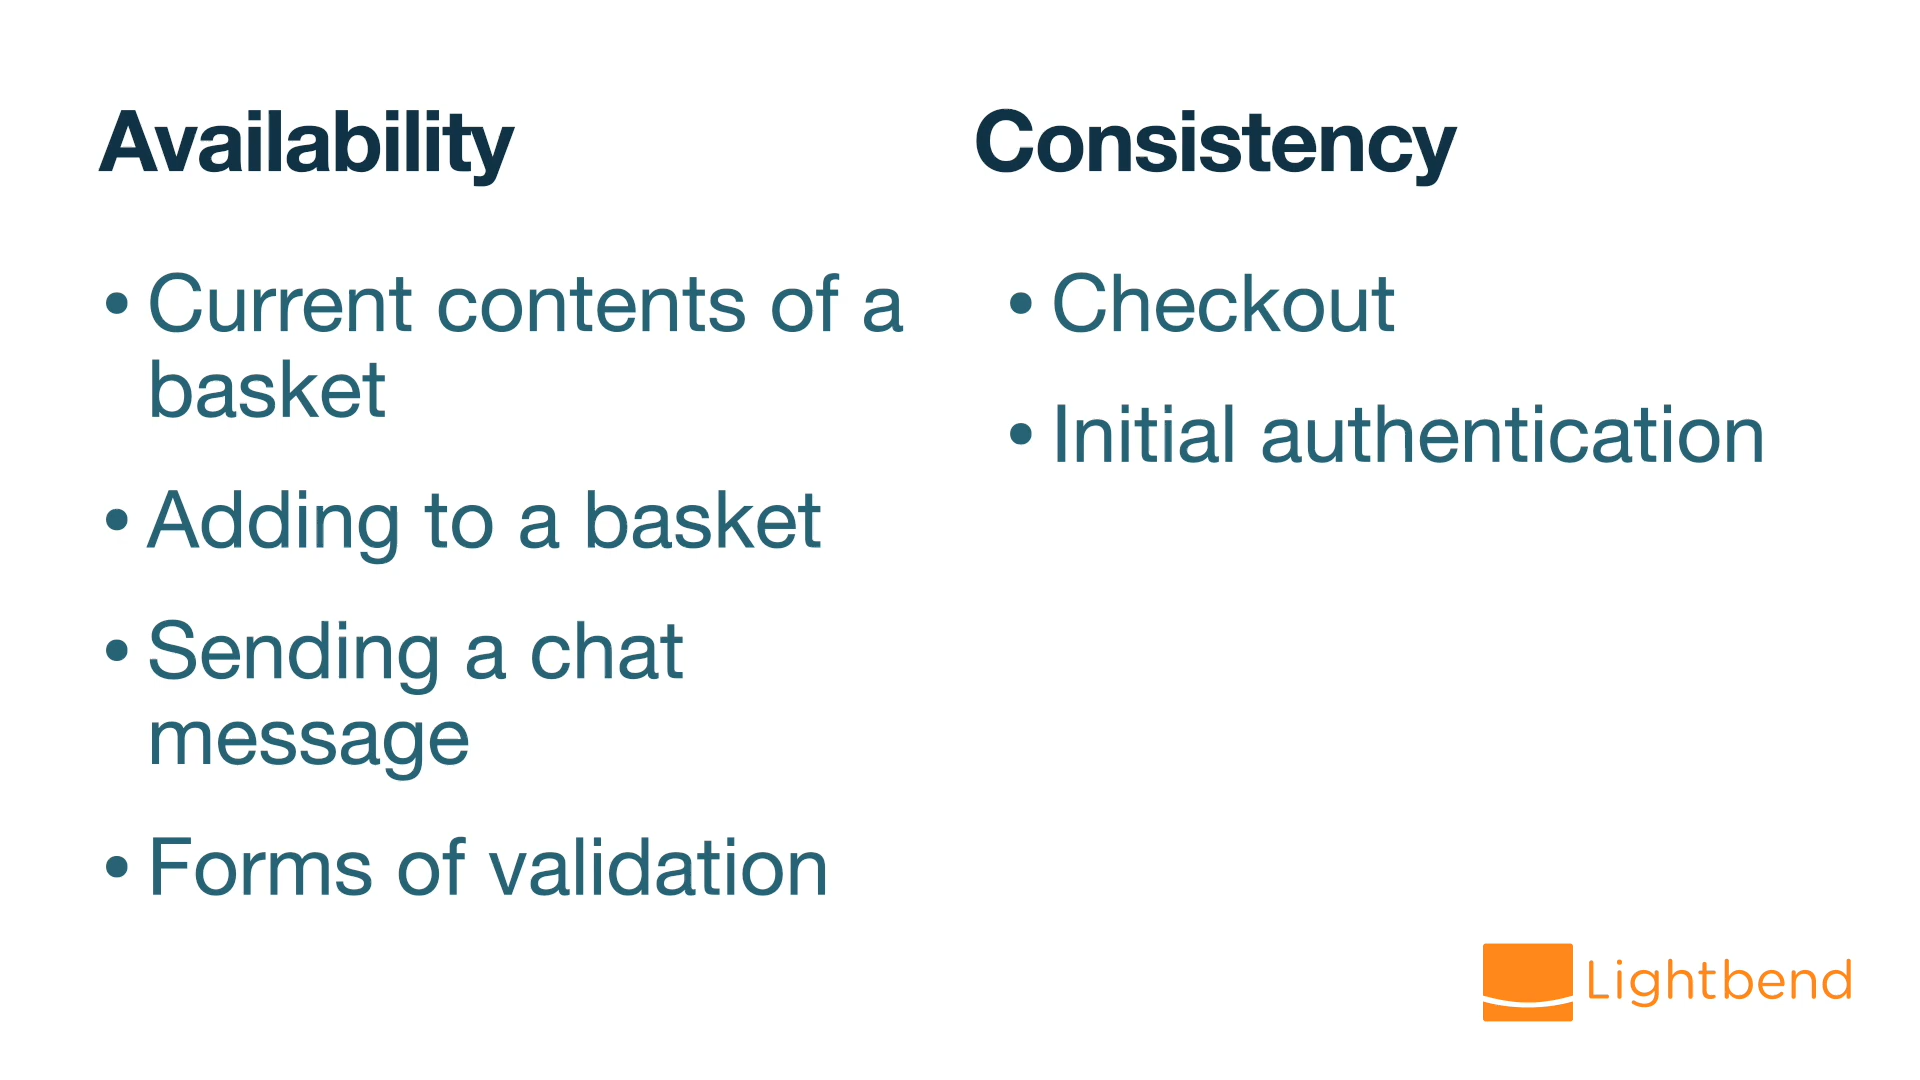 Availability
• Current contents of a
basket
• Adding to a basket
• Sending a chat
message
• Forms of validation
Consistency
• Checkout
• Initial authentication
Lightbend